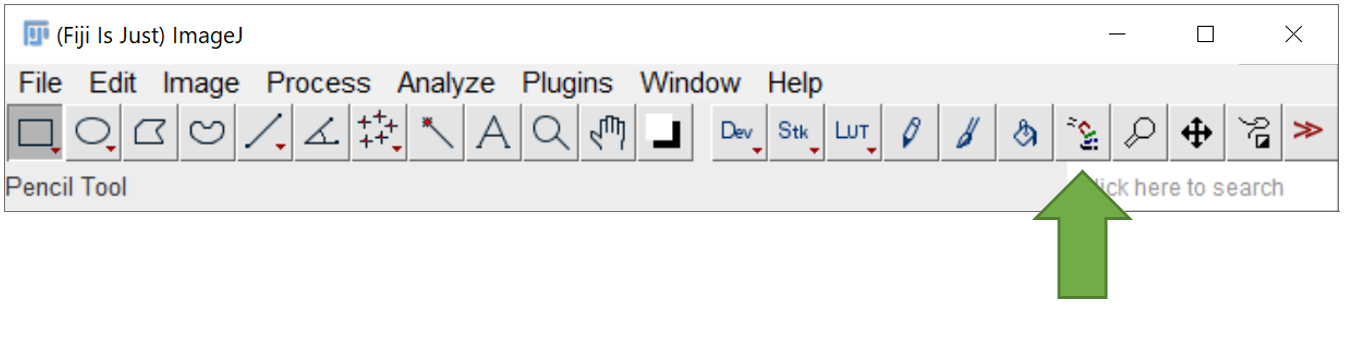 (Fiji Is Just) ImageJ
File Edit Image Process Analyze Plugins Window Help
Dev Stk LUT
Pencil Tool lick here to search